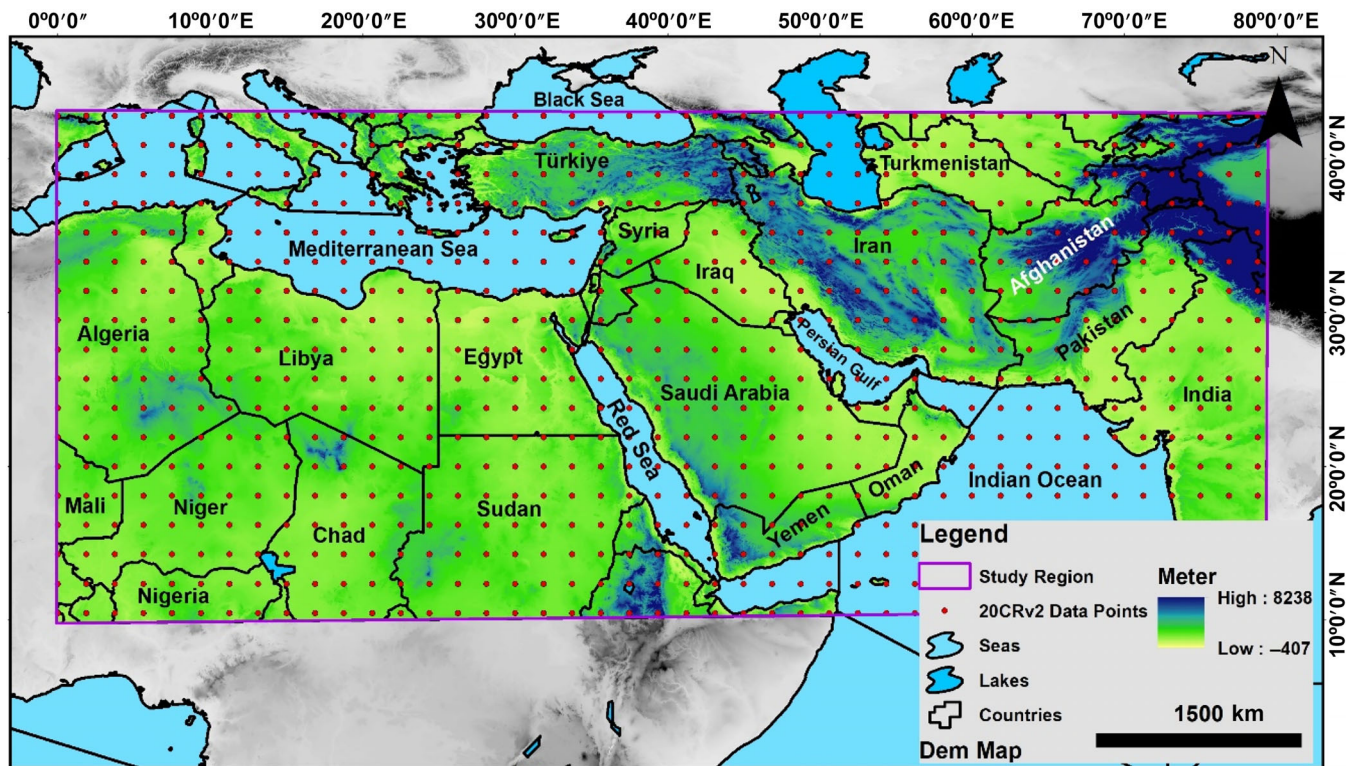 0°0'0"E 10°0'0"E 20°0'0"E 30°0'0"E 40°0'0"E 50°0'0"E 60°0'0"E 70°0'0"E 80°0'0"E
N
Black Sea
Türkiye
Turkmenistan
40°0'0"N
Syria
Mediterranean Sea
Iran
Afghanistan
Iraq
Algeria
Libya
Egypt
Persian Gulf
Pakistan
30°0'0"N
Saudi Arabia
India
Red Sea
Oman
Indian Ocean
20°0'0"N
Mali
Niger
Sudan
Yemen
Chad
Nigeria
10°0'0"N
Legend
Study Region
20CRv2 Data Points
Seas
Lakes
Countries
Dem Map
Meter
High : 8238
Low : –407
1500 km